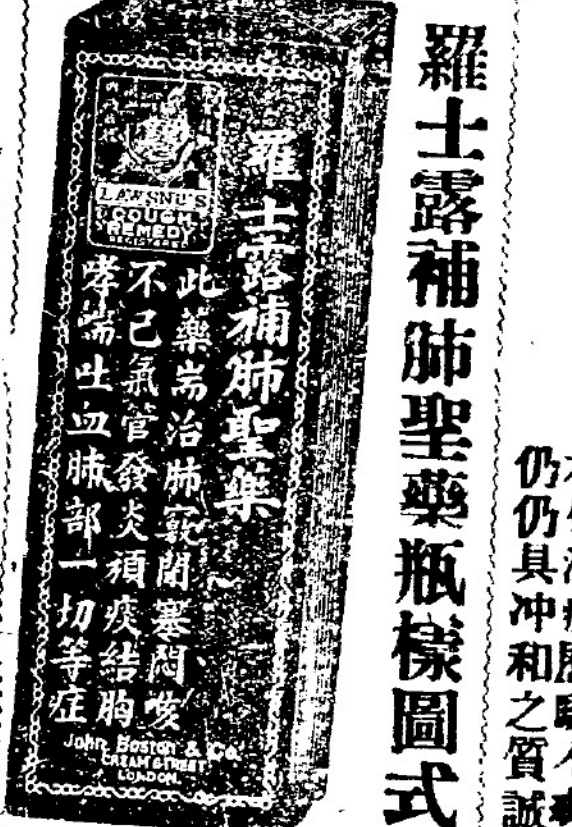 仍仍具冲和之質誠
羅士露補肺聖藥瓶樣圖式
羅士露補肺聖藥
此藥耑治肺竅閉塞悶咳
不已氣管發炎頑痰結胸
哮喘吐血肺部一切等症
COUGH
REMEDY
REGISTERED
John Boston & Co.
CREAM STREET
LONDON.